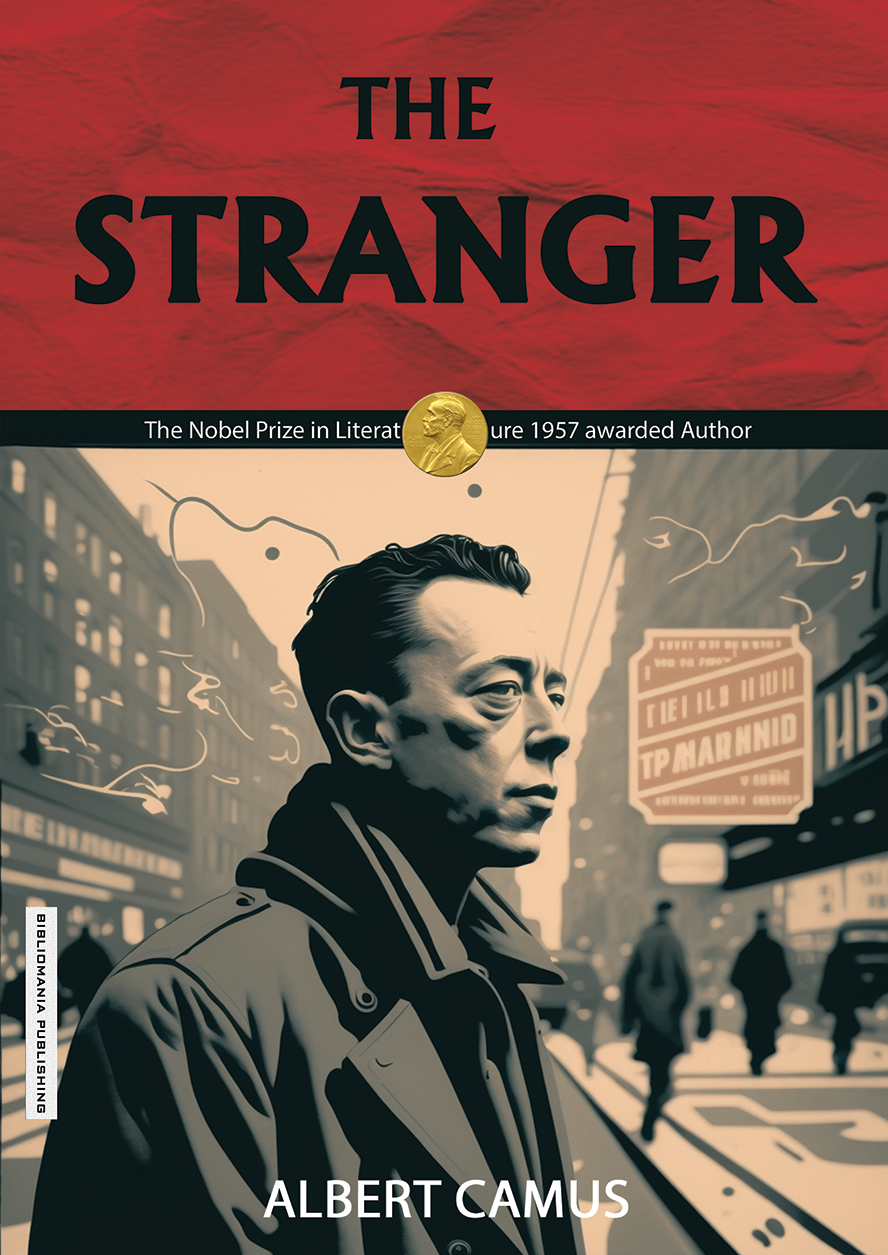 THE
STRANGER
The Nobel Prize in Literat ure 1957 awarded Author
BIBLIOMANIA PUBLISHING
ALBERT CAMUS